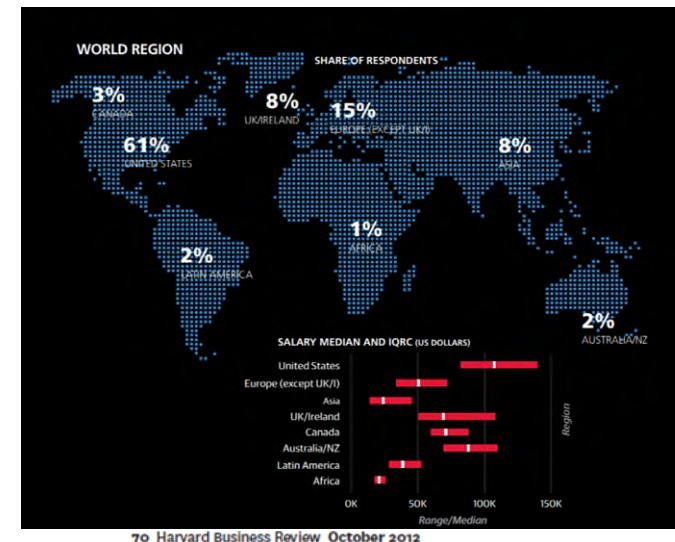 WORLD REGION
SHARE OF RESPONDENTS
3%
CANADA
8%
UK/IRELAND
15%
EUROPE (EXCEPT UK/I)
61%
UNITED STATES
8%
ASIA
1%
AFRICA
2%
LATIN AMERICA
2%
AUSTRALIA/NZ
SALARY MEDIAN AND IQRC (US DOLLARS)
United States
Europe (except UK/I)
Asia
UK/Ireland
Canada
Australia/NZ
Latin America
Africa
Region
0K 50K 100K 150K
Range/Median
70 Harvard Business Review October 2012